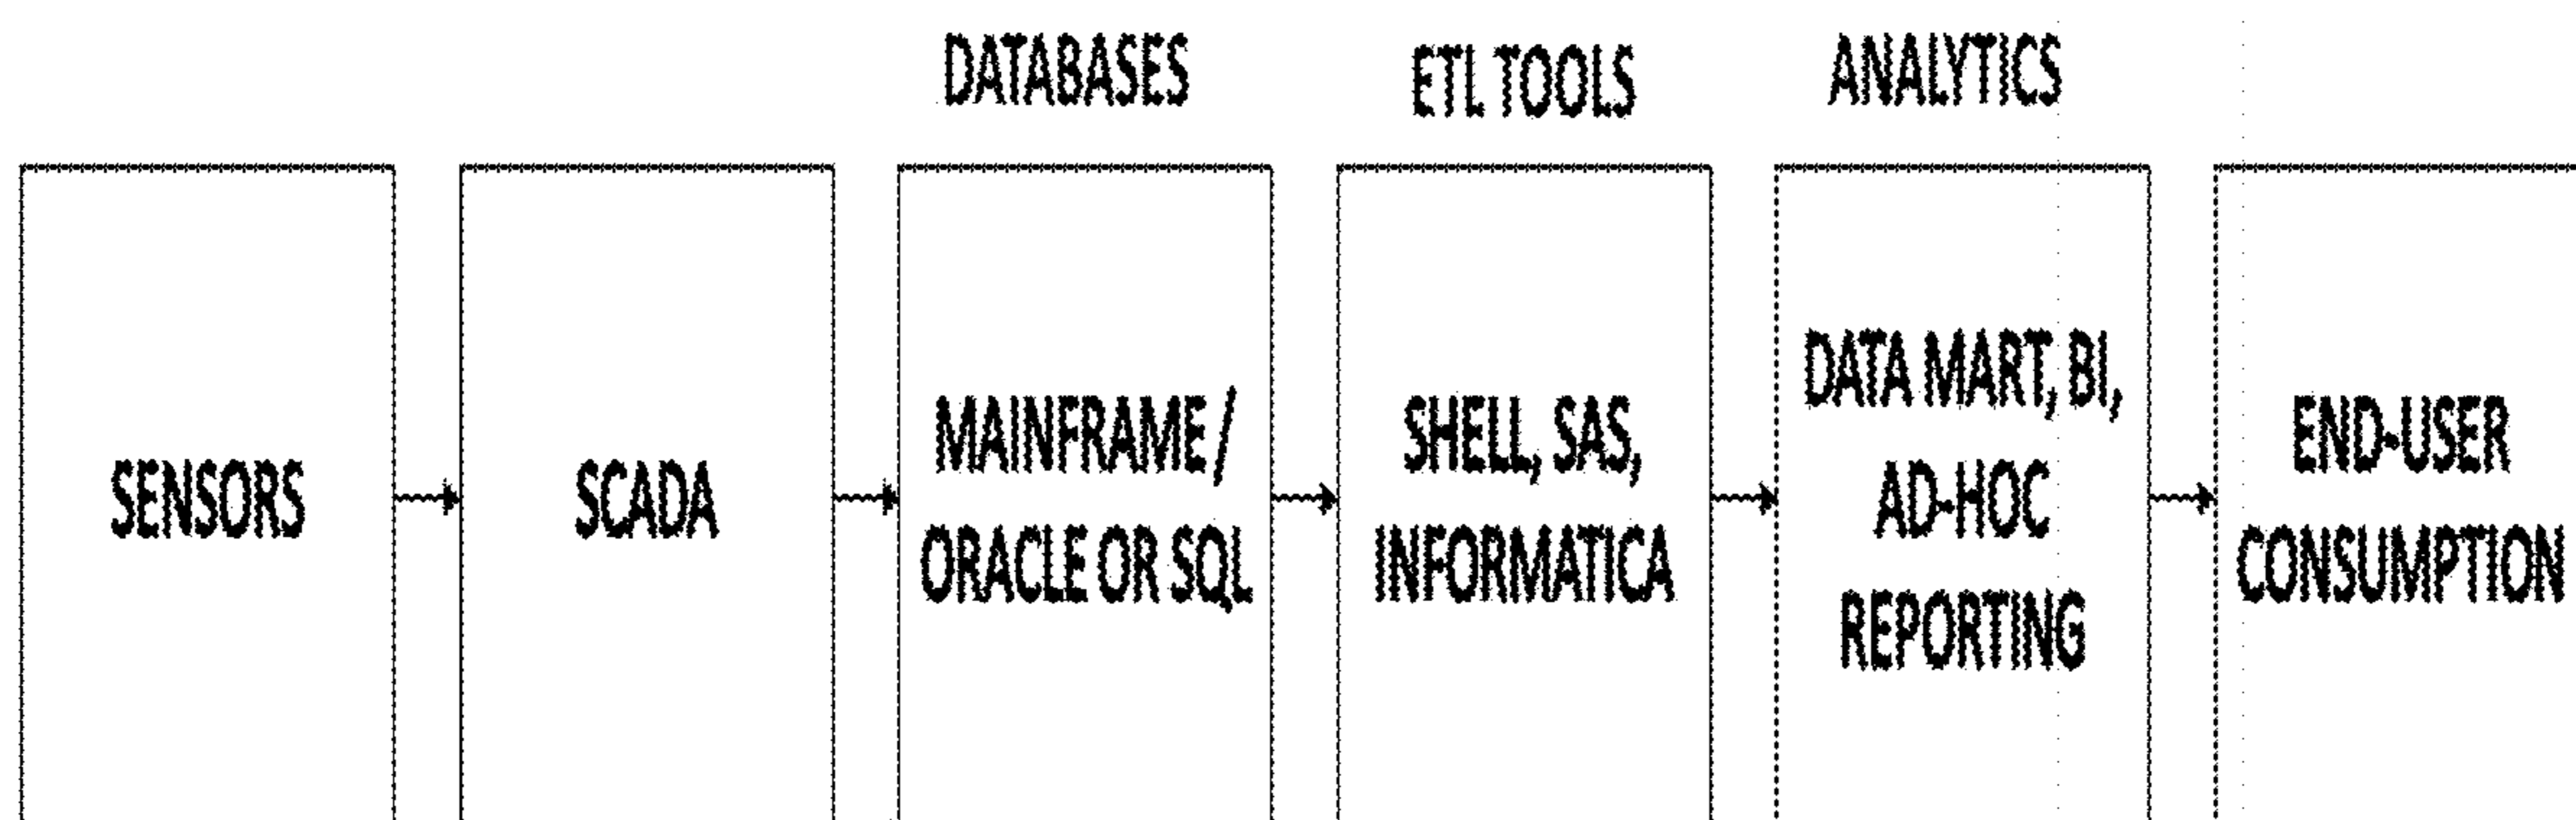 DATABASES
ETL TOOLS
ANALYTICS
SENSORS
SCADA
MAINFRAME /
ORACLE OR SQL
SHELL, SAS,
INFORMATICA
DATA MART, BI,
AD-HOC
REPORTING
END-USER
CONSUMPTION